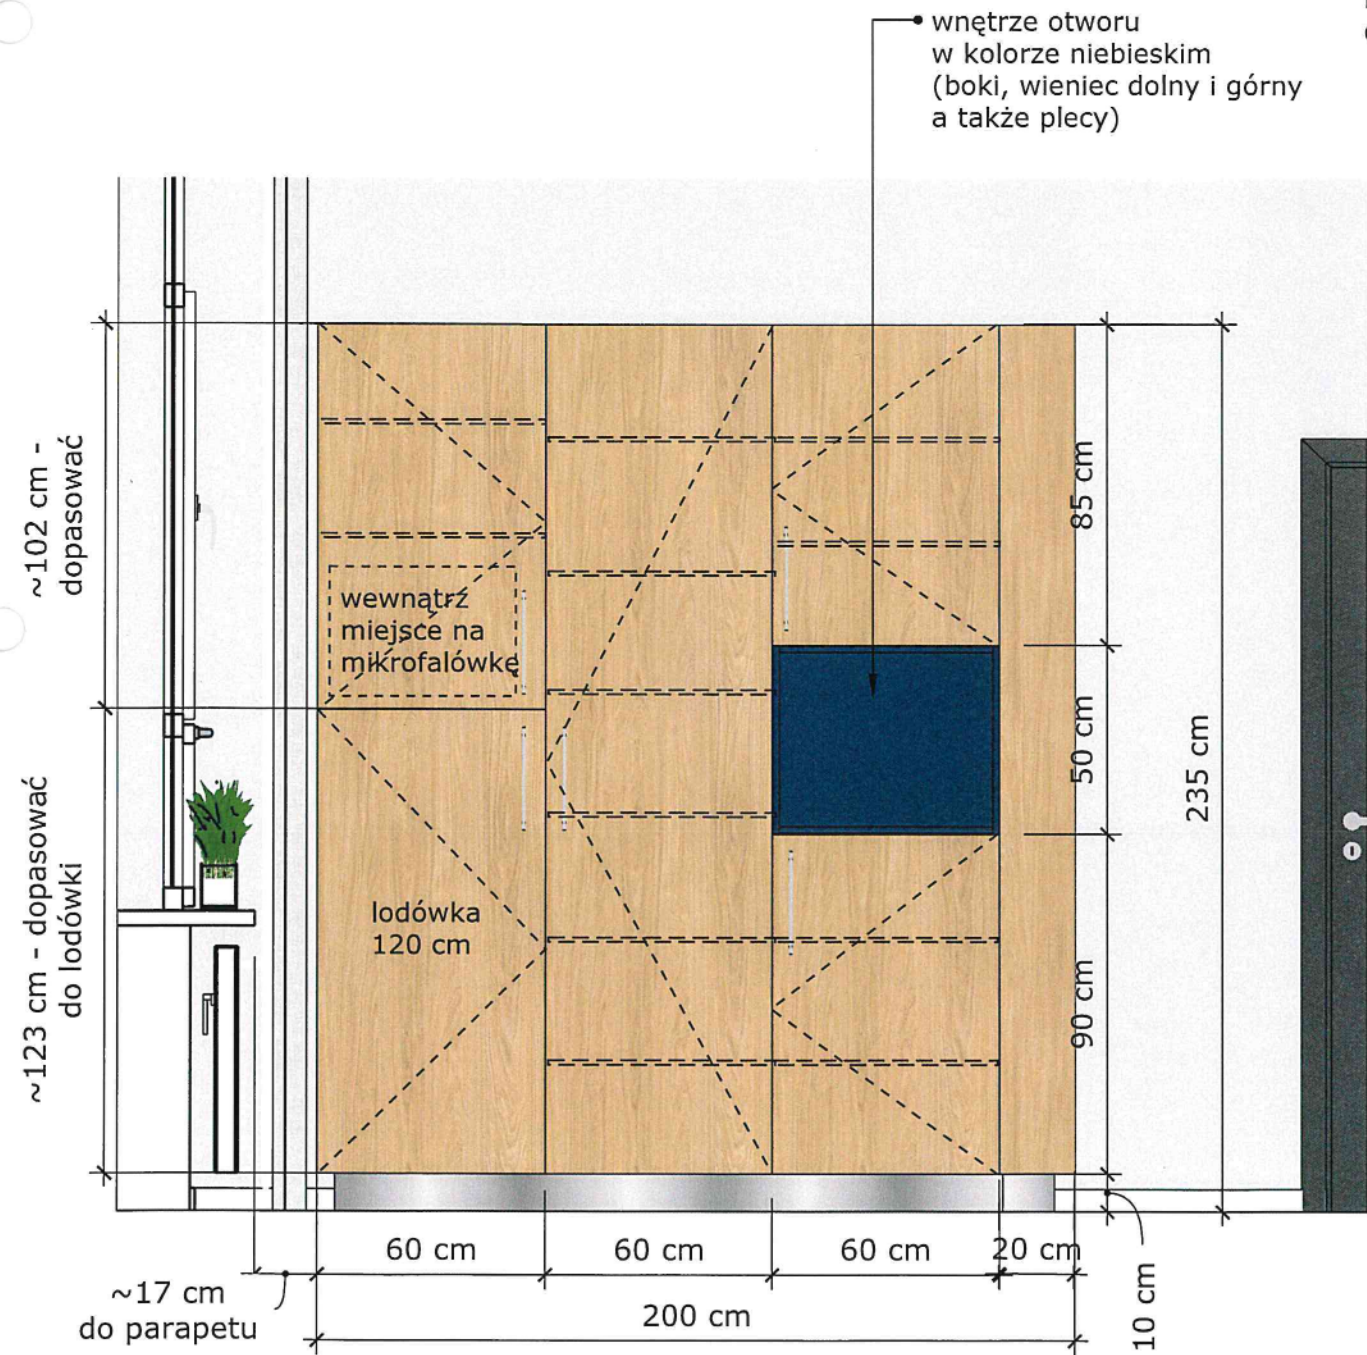 wnętrze otworu
w kolorze niebieskim
(boki, wieniec dolny i górny
a także plecy)
~102 cm -
dopasować
85 cm
wewnątrz
miejsce na
mikrofalówkę
50 cm
235 cm
~123 cm - dopasować
do lodówki
lodówka
120 cm
90 cm
60 cm
60 cm
60 cm
20 cm
~17 cm
do parapetu
200 cm
10 cm